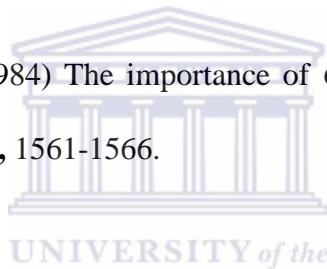 984) The importance of
, 1561-1566.
UNIVERSITY of the